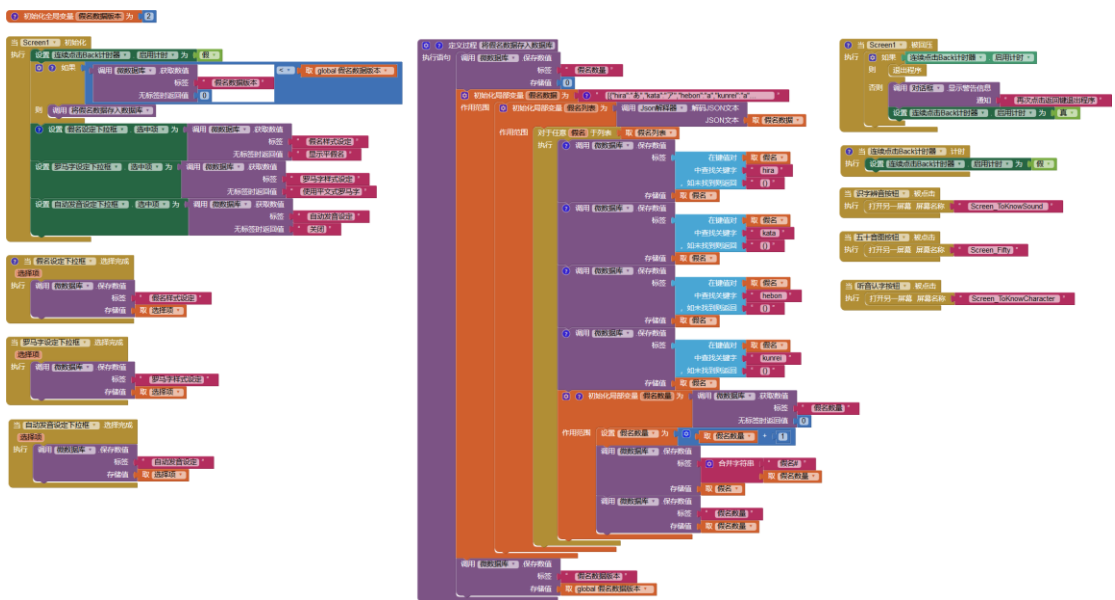 初始化全局变量 假名数据版本 为 2
当 Screen1 初始化
执行 设置 连续点击Back计时器 启用计时 为 假
如果 调用 微数据库 获取数值 < 取 global 假名数据版本
标签 "假名数据版本"
无标签时返回值 0
则 调用 将假名数据存入数据库
设置 假名设定下拉框 选中项 为 调用 微数据库 获取数值
标签 "假名样式设定"
无标签时返回值 "显示平假名"
设置 罗马字设定下拉框 选中项 为 调用 微数据库 获取数值
标签 "罗马字样式设定"
无标签时返回值 "使用平文式罗马字"
设置 自动发音设定下拉框 选中项 为 调用 微数据库 获取数值
标签 "自动发音设定"
无标签时返回值 "关闭"
当 假名设定下拉框 选择完成
选择项
执行 调用 微数据库 保存数值
标签 "假名样式设定"
存储值 取 选择项
当 罗马字设定下拉框 选择完成
选择项
执行 调用 微数据库 保存数值
标签 "罗马字样式设定"
存储值 取 选择项
当 自动发音设定下拉框 选择完成
选择项
执行 调用 微数据库 保存数值
标签 "自动发音设定"
存储值 取 选择项
定义过程 将假名数据存入数据库
执行语句 调用 微数据库 保存数值
标签 "假名数量"
存储值 0
初始化局部变量 假名数据 为 "[{"hira":"あ","kata":"ア","hebon":"a","kunrei":"a"
作用范围 初始化局部变量 假名列表 为 调用 Json解释器 解码JSON文本
JSON文本 取 假名数据
作用范围 对于任意 假名 于列表 取 假名列表
执行 调用 微数据库 保存数值
标签 在键值对 取 假名
中查找关键字 "hira"
,如未找到则返回 "()"
存储值 取 假名
调用 微数据库 保存数值
标签 在键值对 取 假名
中查找关键字 "kata"
,如未找到则返回 "()"
存储值 取 假名
调用 微数据库 保存数值
标签 在键值对 取 假名
中查找关键字 "hebon"
,如未找到则返回 "()"
存储值 取 假名
调用 微数据库 保存数值
标签 在键值对 取 假名
中查找关键字 "kunrei"
,如未找到则返回 "()"
存储值 取 假名
初始化局部变量 假名数量 为 调用 微数据库 获取数值
标签 "假名数量"
无标签时返回值 0
作用范围 设置 假名数量 为 取 假名数量 + 1
调用 微数据库 保存数值
标签 合并字符串 "假名#"
取 假名数量
存储值 取 假名
调用 微数据库 保存数值
标签 "假名数量"
存储值 取 假名数量
调用 微数据库 保存数值
标签 "假名数据版本"
存储值 取 global 假名数据版本
当 Screen1 被回压
执行 如果 连续点击Back计时器 启用计时
则 退出程序
否则 调用 对话框 显示警告信息
通知 "再次点击返回键退出程序"
设置 连续点击Back计时器 启用计时 为 真
当 连续点击Back计时器 计时
执行 设置 连续点击Back计时器 启用计时 为 假
当 识字辨音按钮 被点击
执行 打开另一屏幕 屏幕名称 "Screen_ToKnowSound"
当 五十音图按钮 被点击
执行 打开另一屏幕 屏幕名称 "Screen_Fifty"
当 听音认字按钮 被点击
执行 打开另一屏幕 屏幕名称 "Screen_ToKnowCharacter"